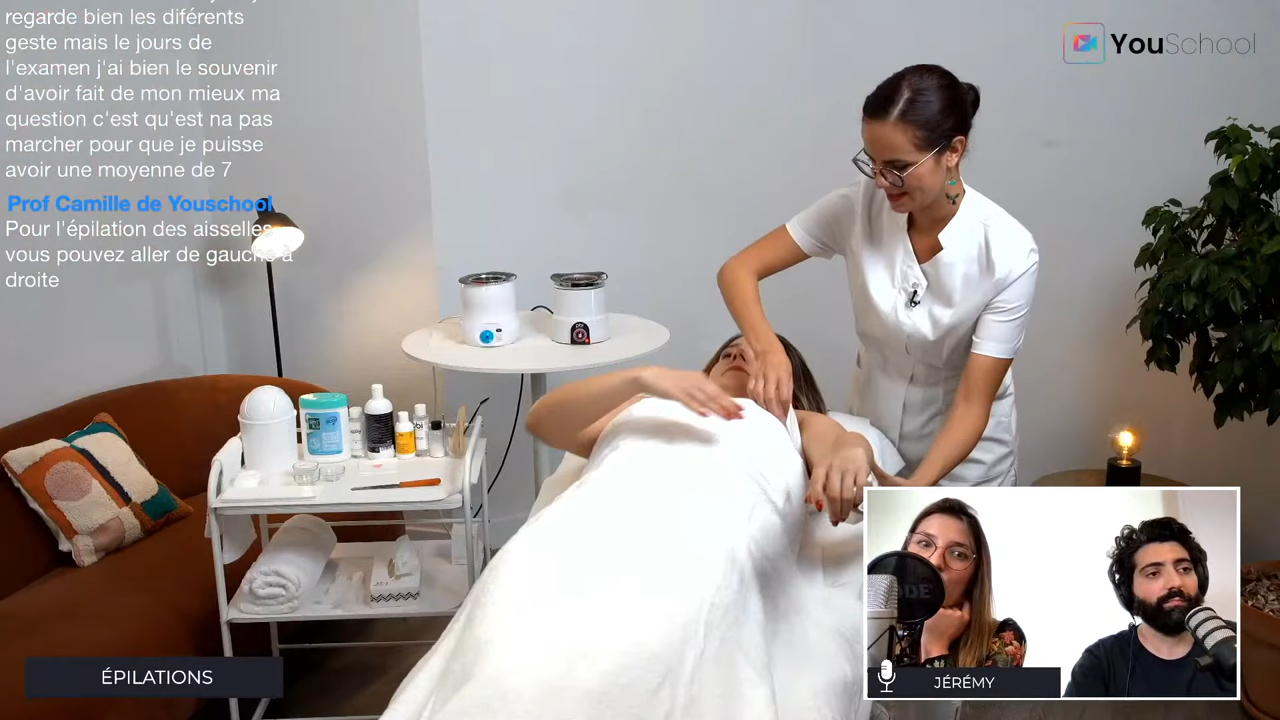 regarde bien les diférents
geste mais le jours de
l'examen j'ai bien le souvenir
d'avoir fait de mon mieux ma
question c'est qu'est na pas
marcher pour que je puisse
avoir une moyenne de 7
Prof Camille de Youschool
Pour l'épilation des aisselles
vous pouvez aller de gauche à
droite
YouSchool
ÉPILATIONS
JÉRÉMY